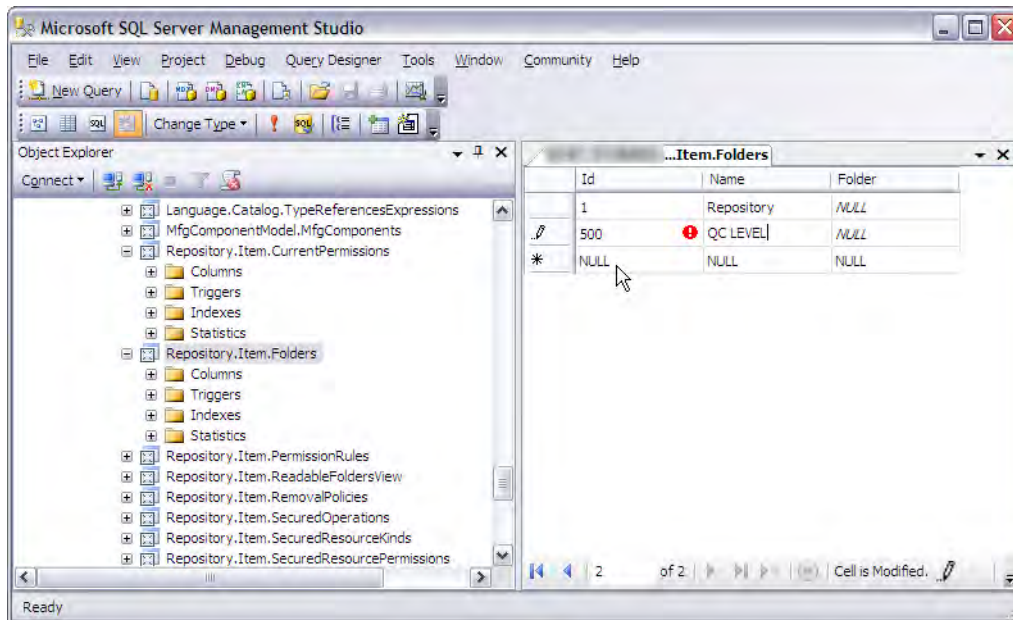 Microsoft SQL Server Management Studio
File Edit View Project Debug Query Designer Tools Window Community Help
New Query
Change Type
Object Explorer
Connect
Language.Catalog.TypeReferencesExpressions
MfgComponentModel.MfgComponents
Repository.Item.CurrentPermissions
Columns
Triggers
Indexes
Statistics
Repository.Item.Folders
Columns
Triggers
Indexes
Statistics
Repository.Item.PermissionRules
Repository.Item.ReadableFoldersView
Repository.Item.RemovalPolicies
Repository.Item.SecuredOperations
Repository.Item.SecuredResourceKinds
Repository.Item.SecuredResourcePermissions
...Item.Folders
Id Name Folder
1 Repository NULL
500 QC LEVEL NULL
NULL NULL NULL
2 of 2 Cell is Modified.
Ready